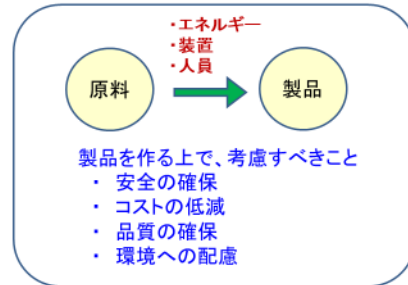 ・エネルギー
・装置
・人員
原料
製品
製品を作る上で、考慮すべきこと
・ 安全の確保
・ コストの低減
・ 品質の確保
・ 環境への配慮